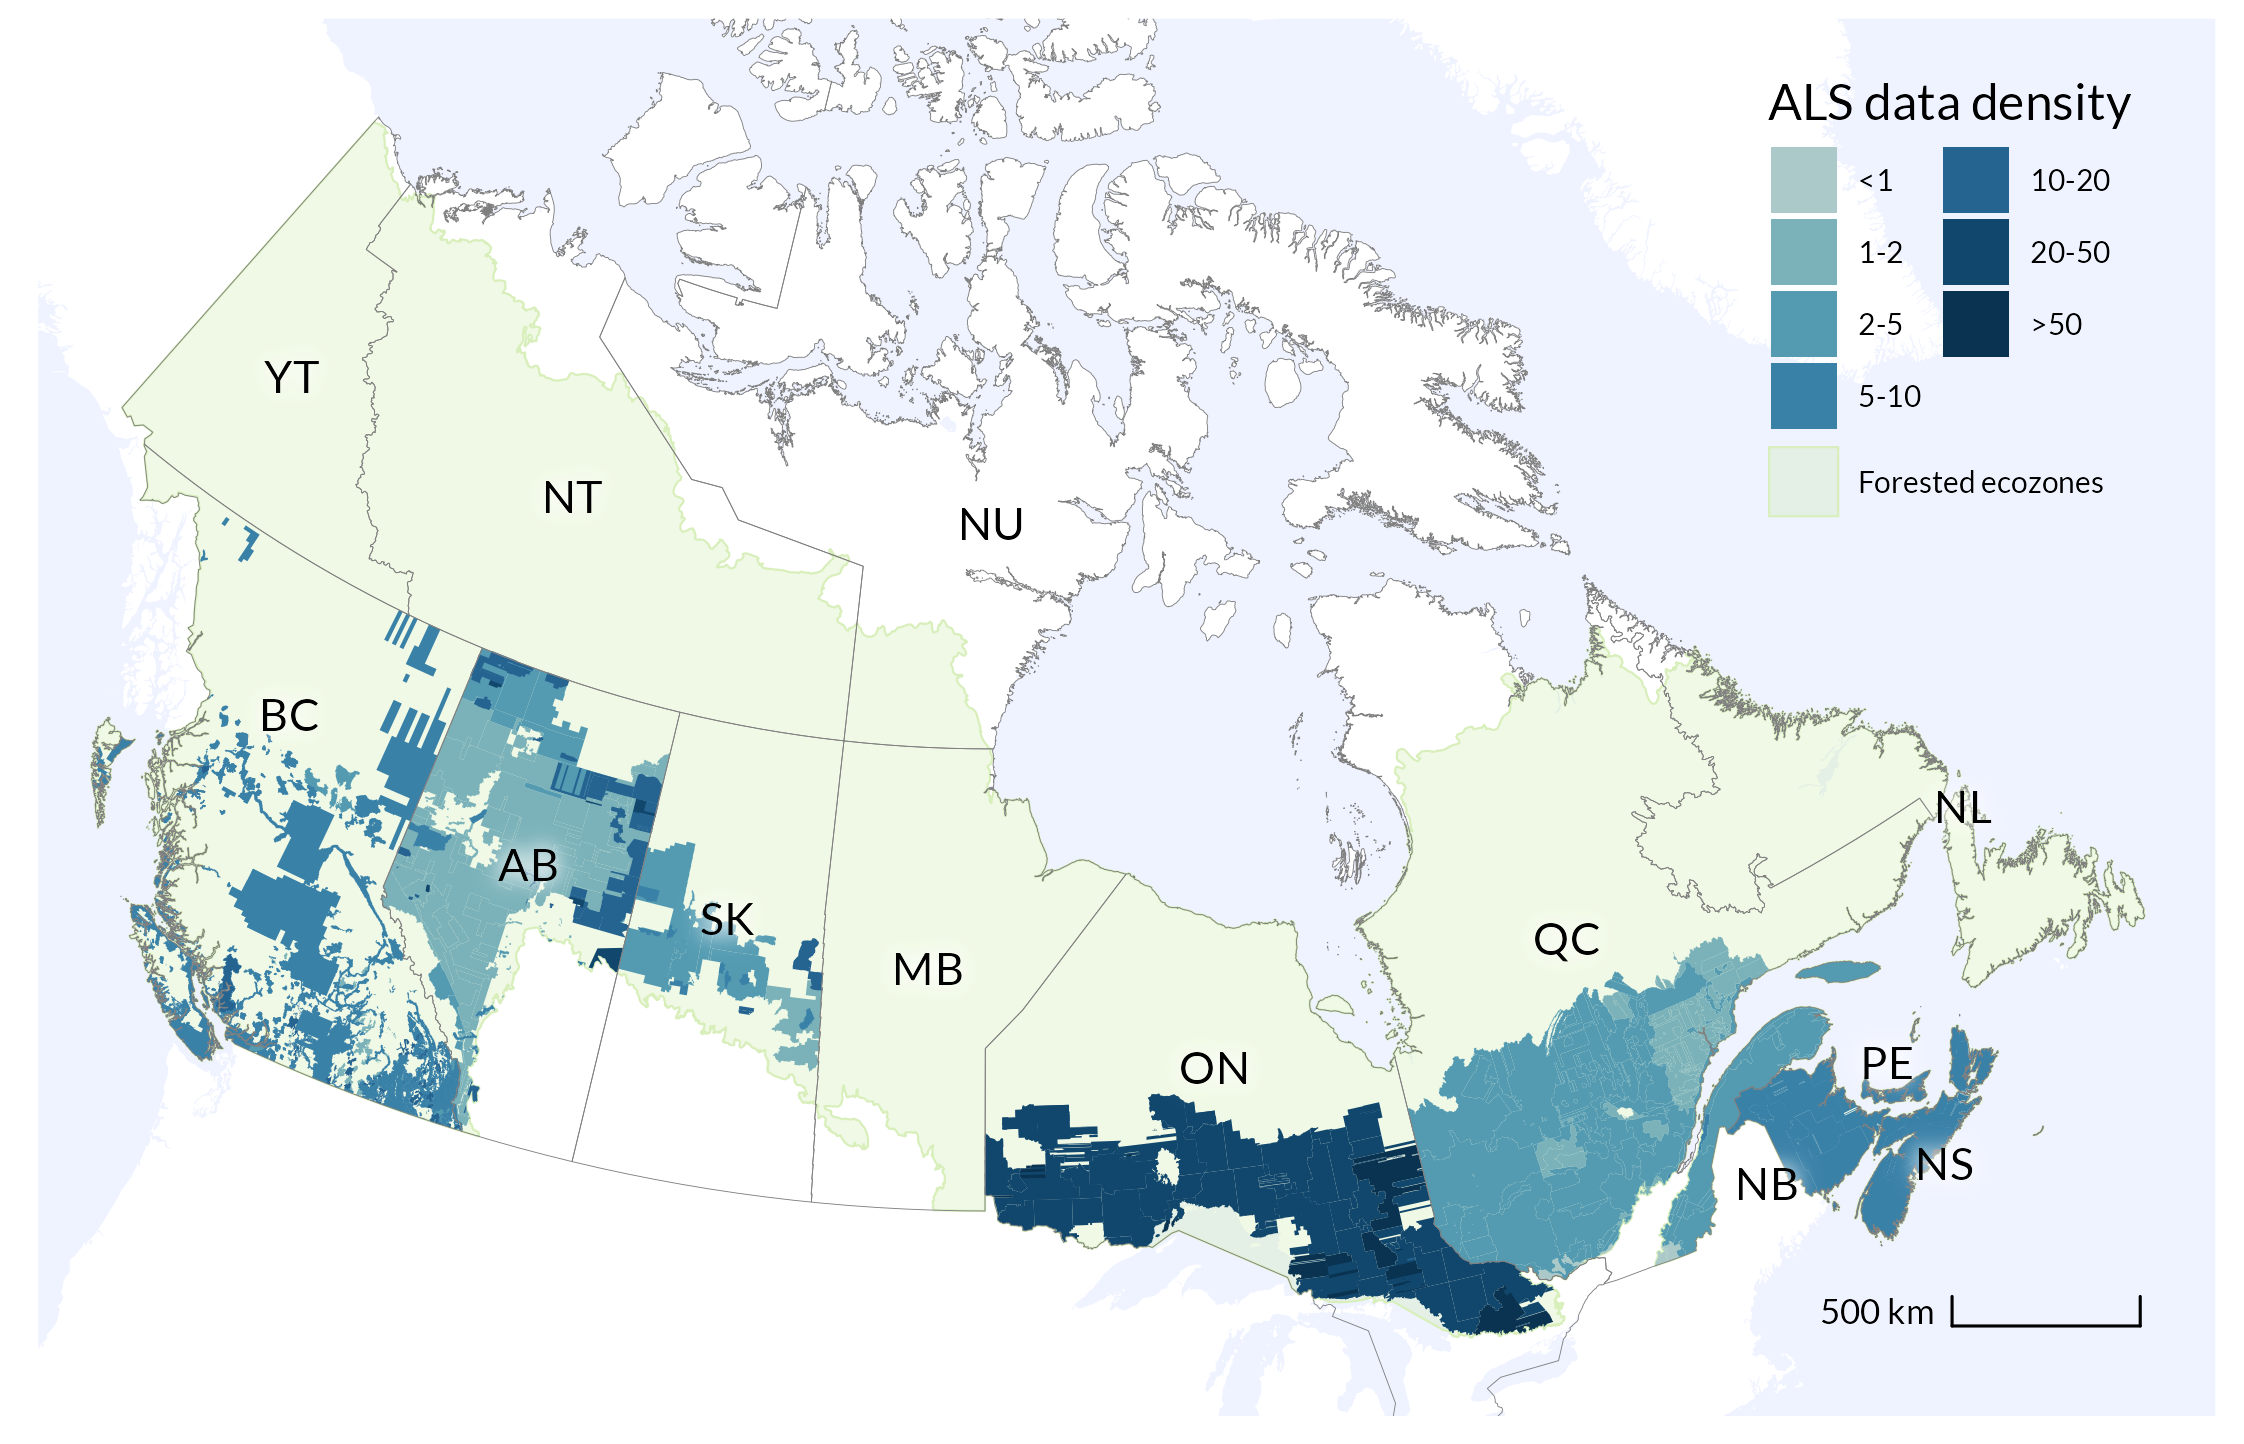 ALS data density
<1
10-20
1-2
20-50
2-5
>50
5-10
Forested ecozones
YT
NT
NU
BC
NL
AB
SK
QC
MB
ON
PE
NS
NB
500 km